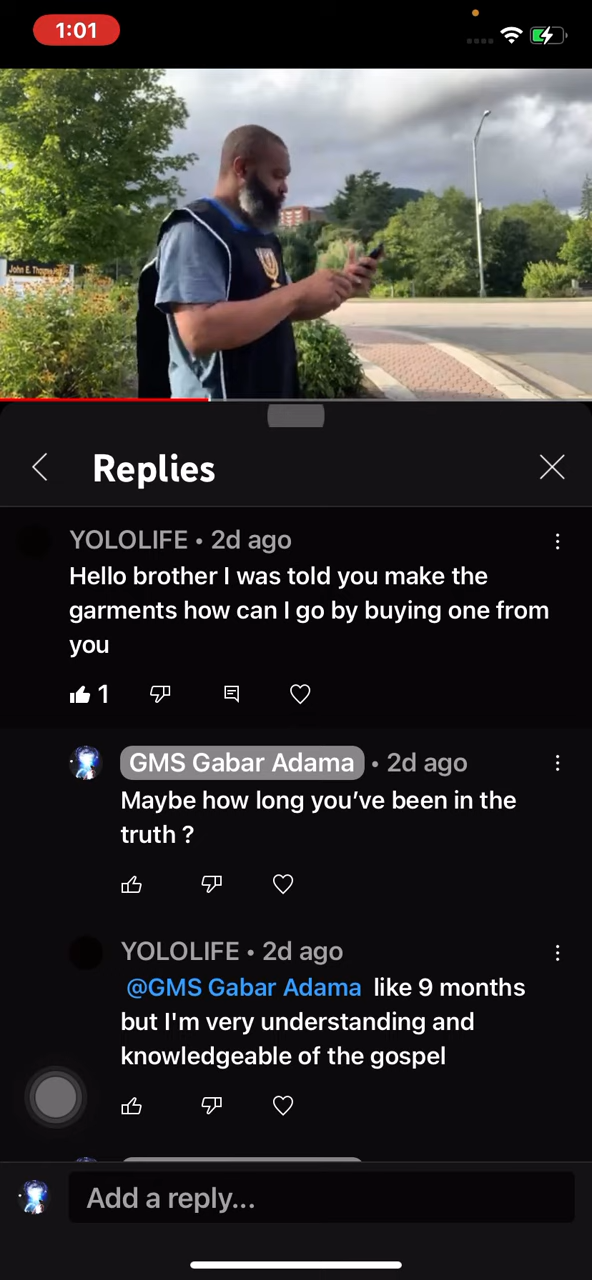 1:01
John E. Thomas
Replies
YOLOLIFE • 2d ago
Hello brother I was told you make the
garments how can I go by buying one from
you
1
GMS Gabar Adama • 2d ago
Maybe how long you’ve been in the
truth ?
YOLOLIFE • 2d ago
@GMS Gabar Adama like 9 months
but I'm very understanding and
knowledgeable of the gospel
Add a reply...